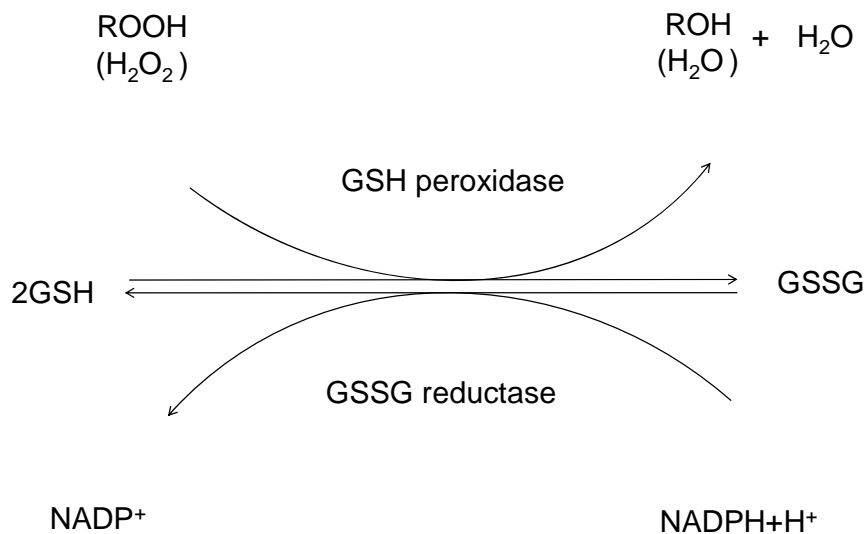 ROOH
(H₂O₂)
ROH + H₂O
(H₂O)
GSH peroxidase
2GSH
GSSG
GSSG reductase
NADP⁺
NADPH+H⁺